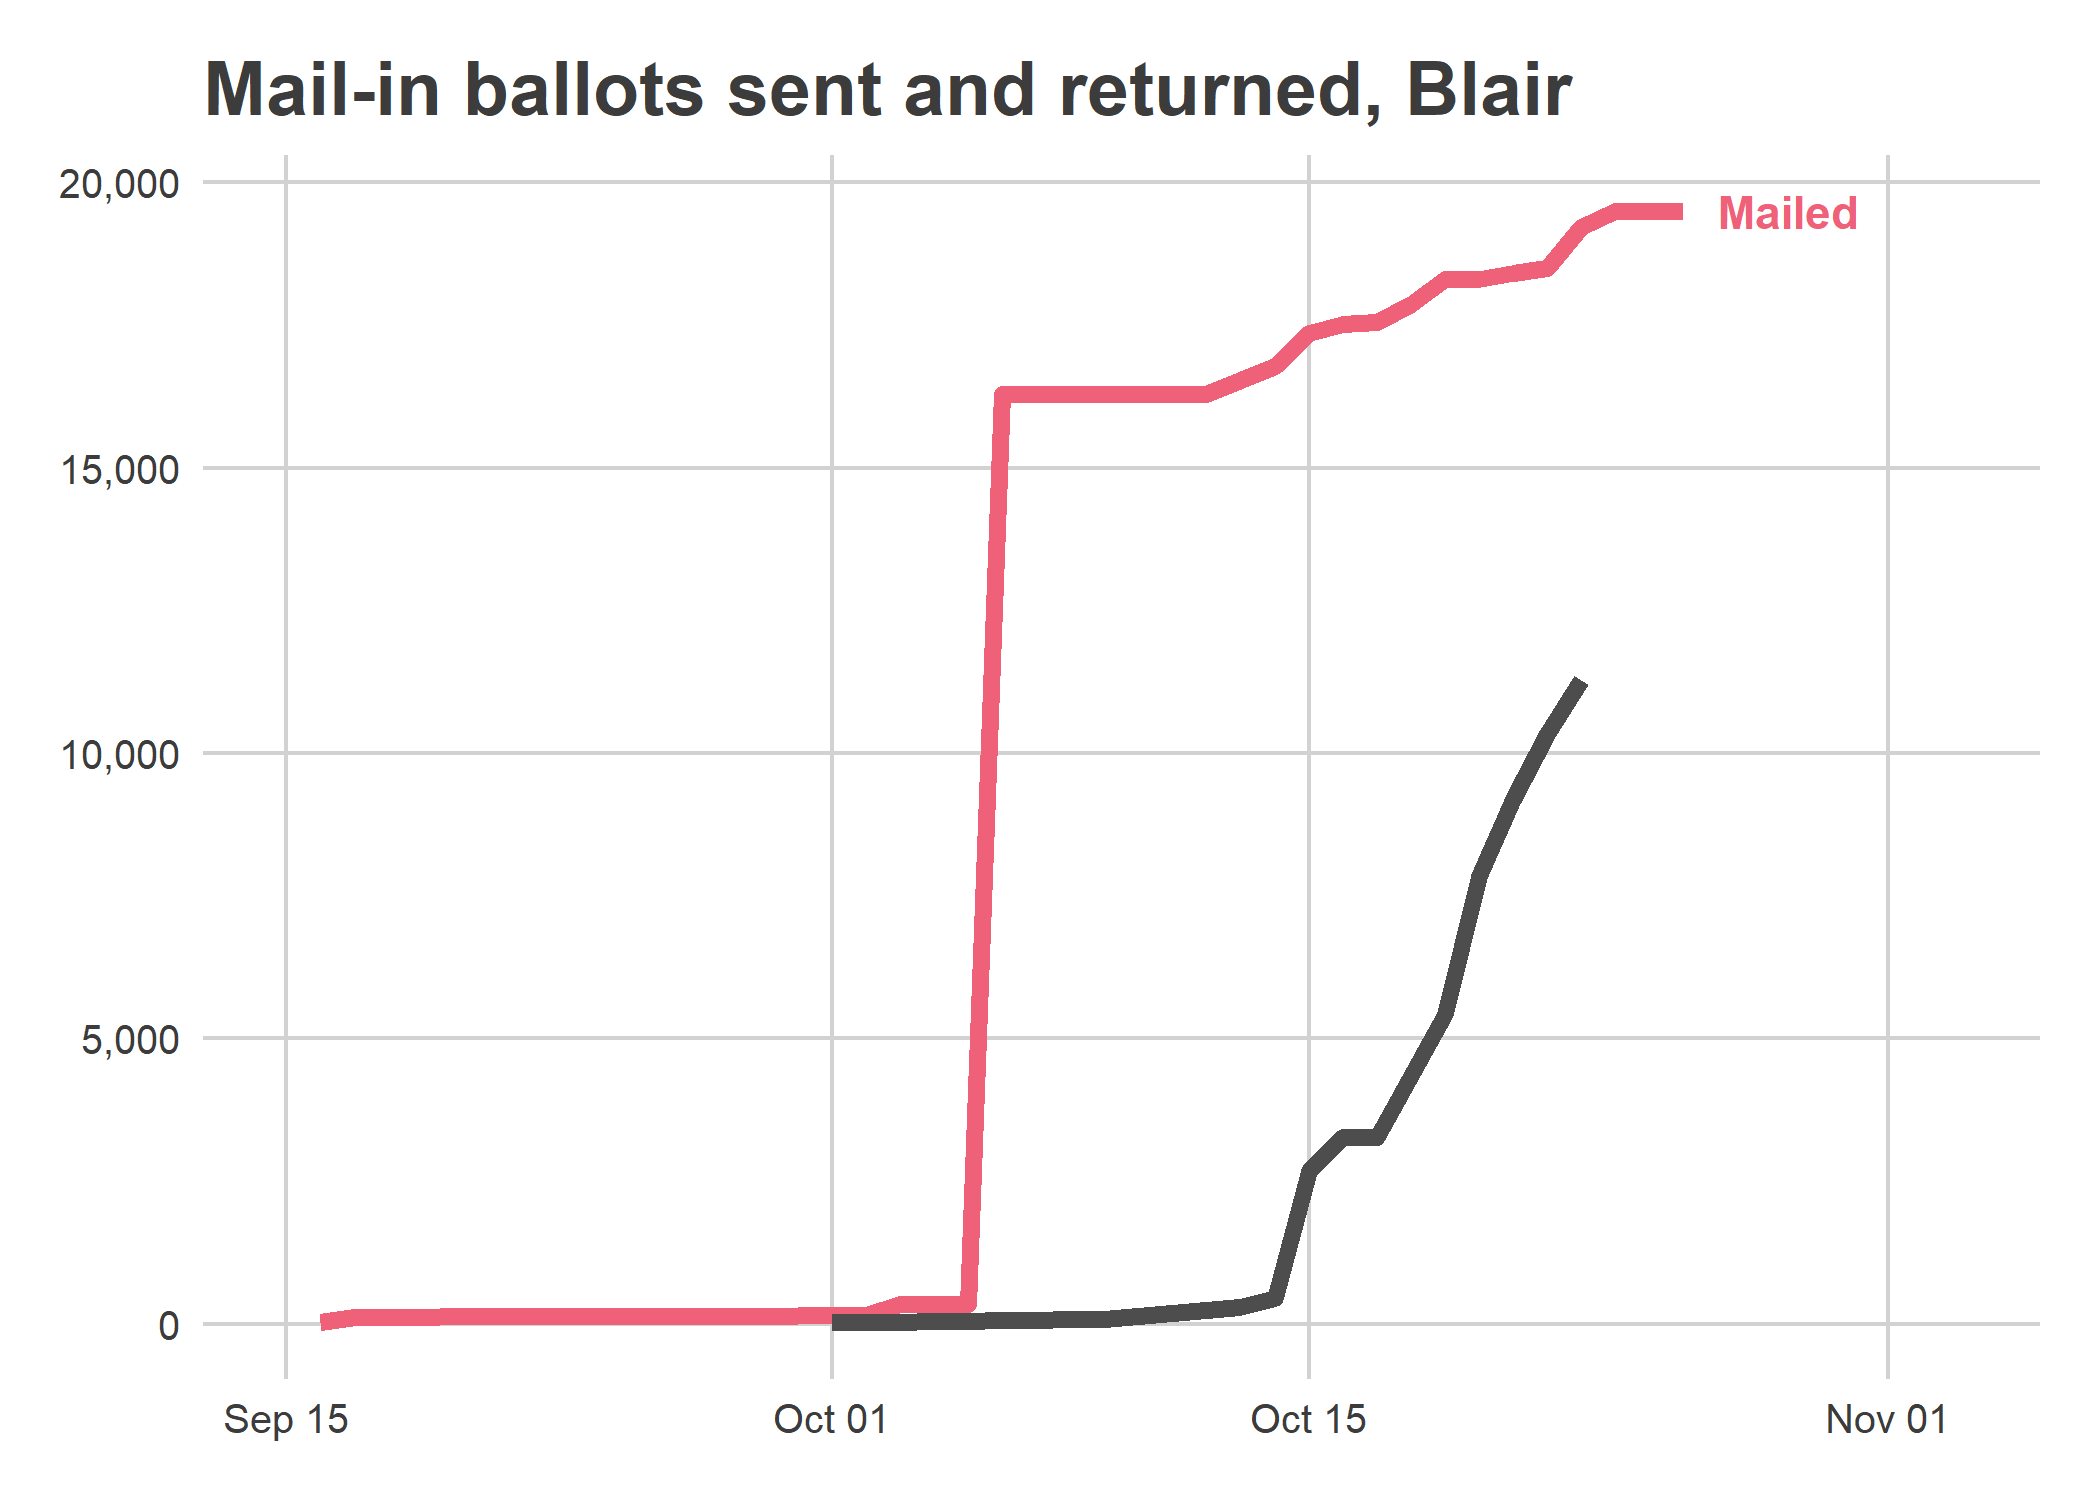 Mail-in ballots sent and returned, Blair
20,000
Mailed
15,000
10,000
5,000
0
Sep 15
Oct 01
Oct 15
Nov 01